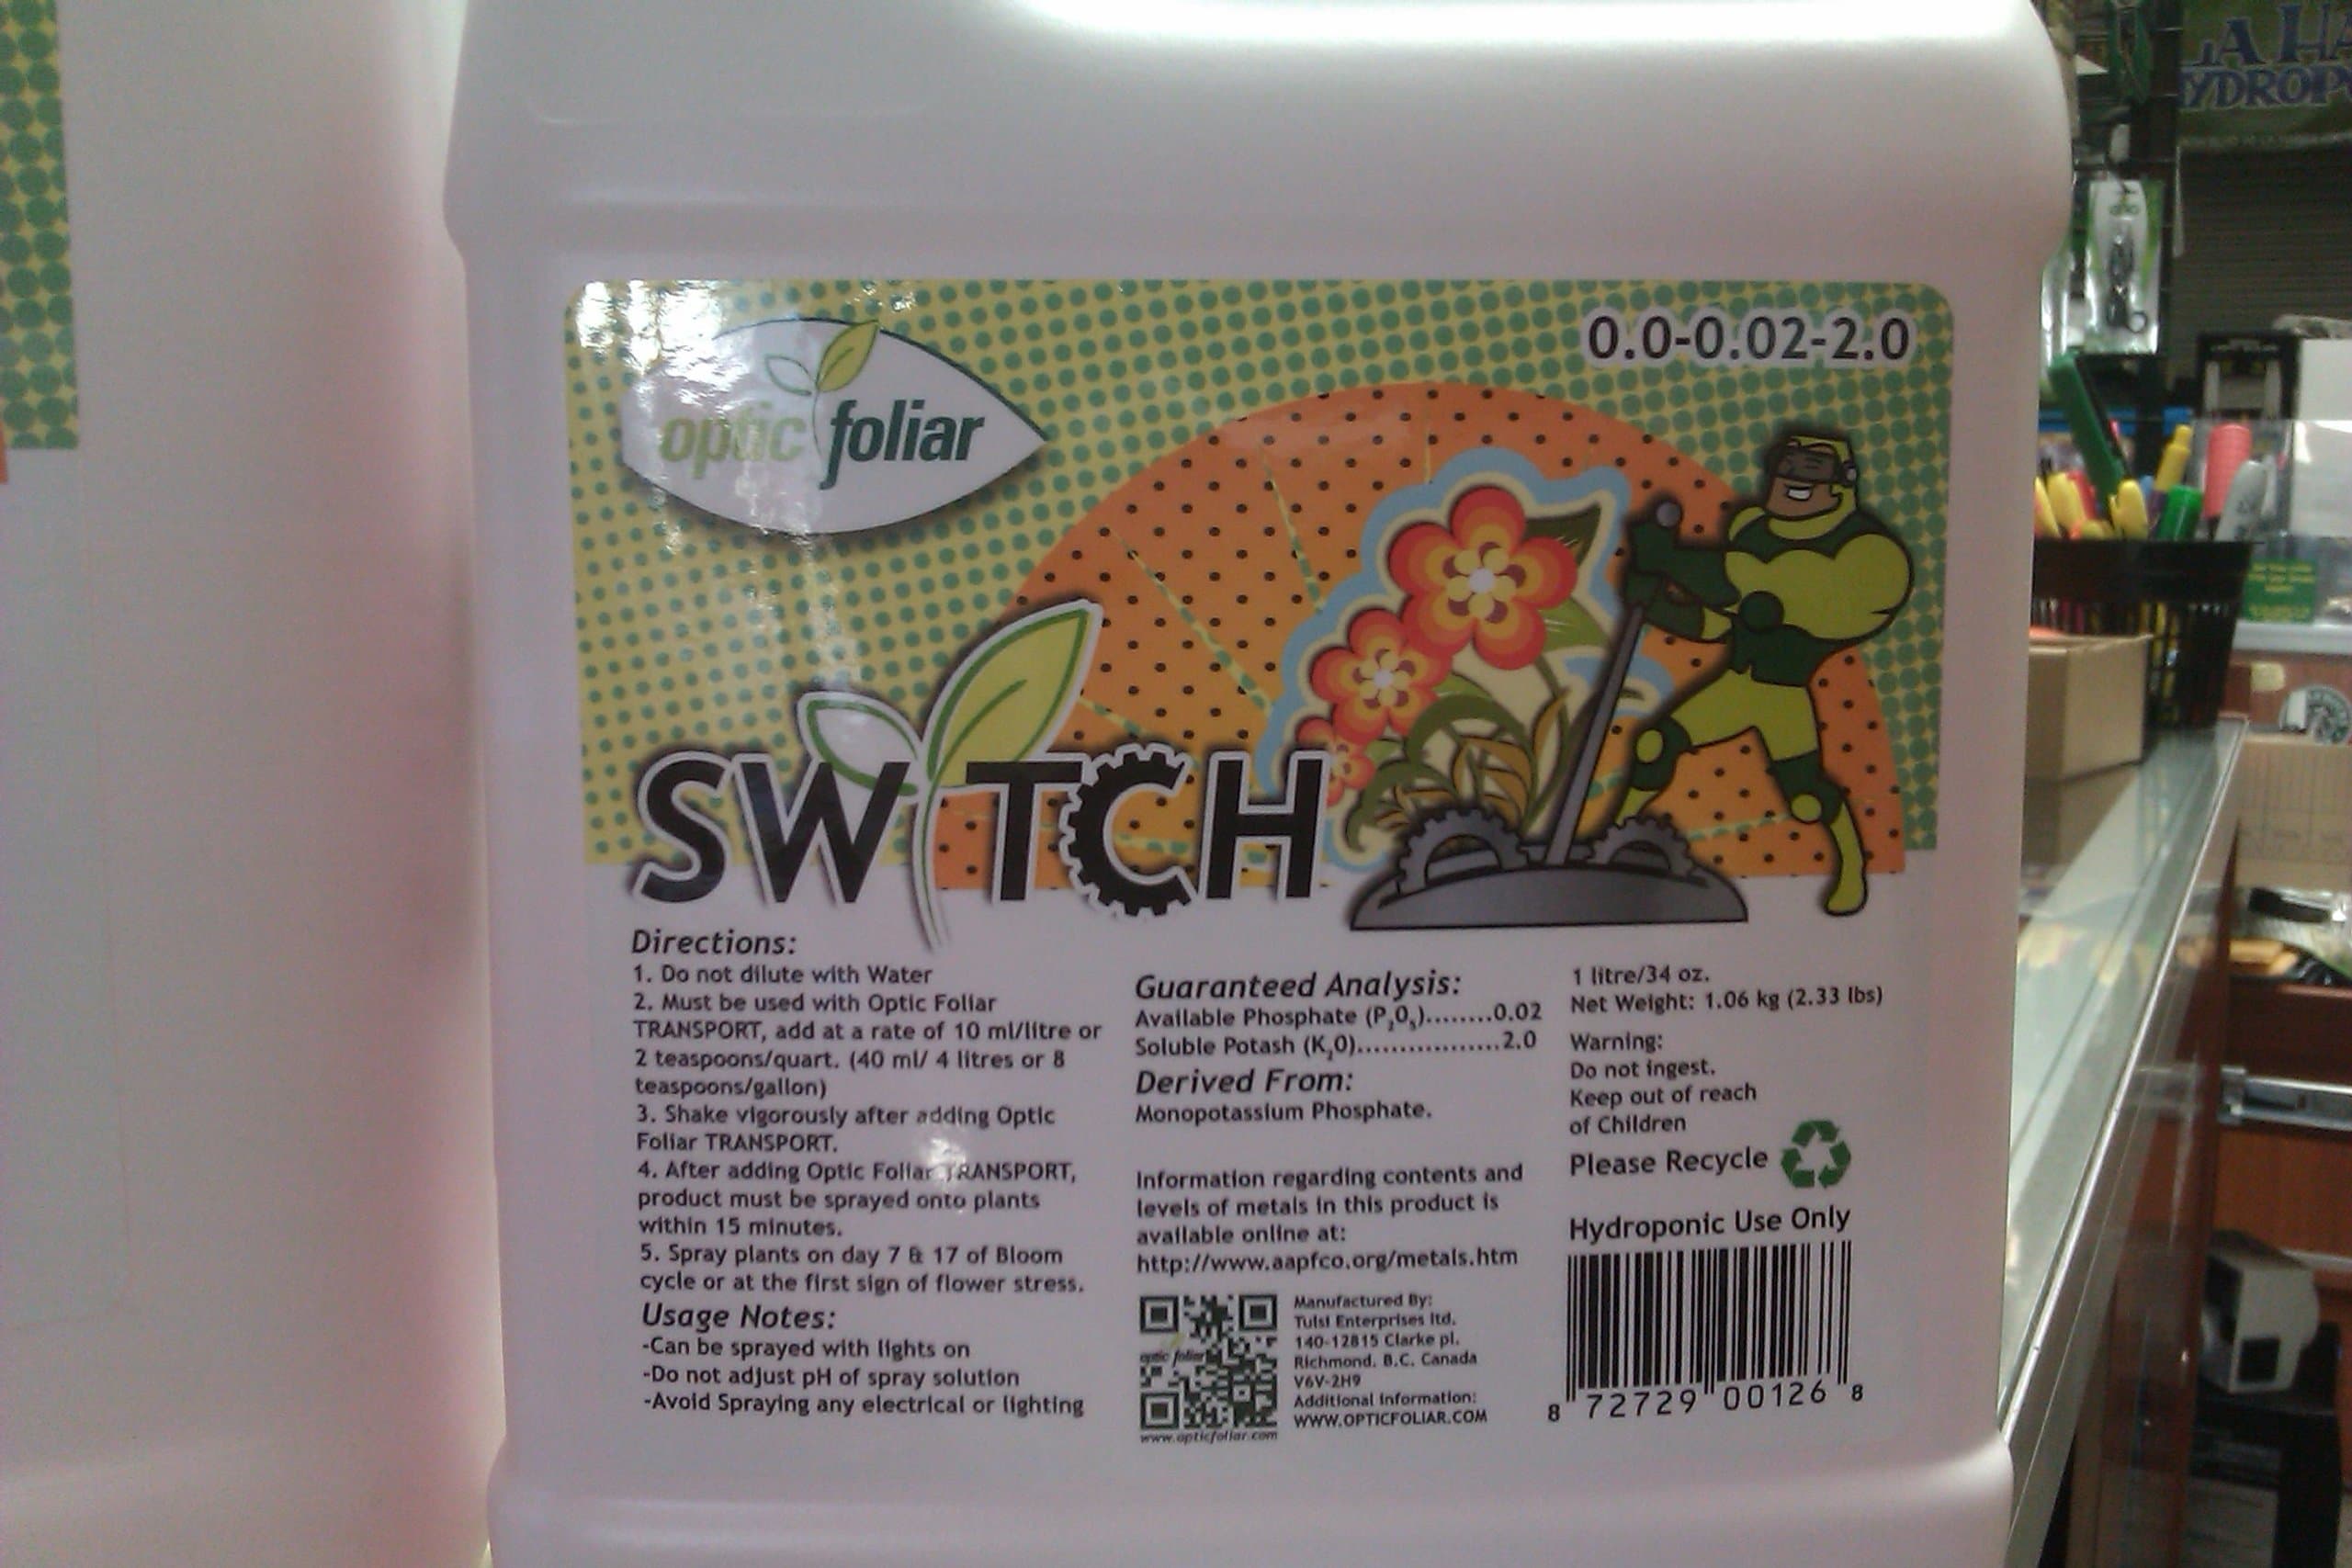 optic foliar
0.0-0.02-2.0
SWITCH
Directions:
1. Do not dilute with Water
2. Must be used with Optic Foliar
TRANSPORT, add at a rate of 10 ml/litre or
2 teaspoons/quart. (40 ml/ 4 litres or 8
teaspoons/gallon)
3. Shake vigorously after adding Optic
Foliar TRANSPORT.
4. After adding Optic Foliar TRANSPORT,
product must be sprayed onto plants
within 15 minutes.
5. Spray plants on day 7 & 17 of Bloom
cycle or at the first sign of flower stress.
Usage Notes:
-Can be sprayed with lights on
-Do not adjust pH of spray solution
-Avoid Spraying any electrical or lighting
Guaranteed Analysis:
Available Phosphate (P₂O₅)........0.02
Soluble Potash (K₂O)..................2.0
Derived From:
Monopotassium Phosphate.
Information regarding contents and
levels of metals in this product is
available online at:
http://www.aapfco.org/metals.htm
optic foliar
www.opticfoliar.com
Manufactured By:
Tulsi Enterprises ltd.
140-12815 Clarke pl.
Richmond. B.C. Canada
V6V-2H9
Additional Information:
WWW.OPTICFOLIAR.COM
1 litre/34 oz.
Net Weight: 1.06 kg (2.33 lbs)
Warning:
Do not ingest.
Keep out of reach
of Children
Please Recycle
Hydroponic Use Only
8 72729 00126 8
LA HA
HYDROPO